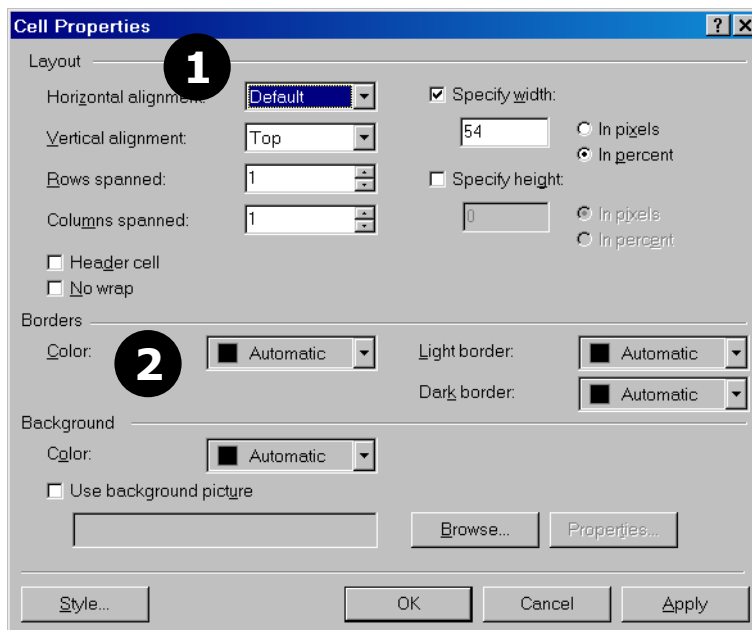 Cell Properties
1
Layout
Horizontal alignment:
Default
Specify width:
Vertical alignment:
Top
54
In pixels
In percent
Rows spanned:
1
Specify height:
Columns spanned:
1
0
In pixels
In percent
Header cell
No wrap
Borders
Color:
2
Automatic
Light border:
Automatic
Dark border:
Automatic
Background
Color:
Automatic
Use background picture
Browse...
Properties...
Style...
OK
Cancel
Apply